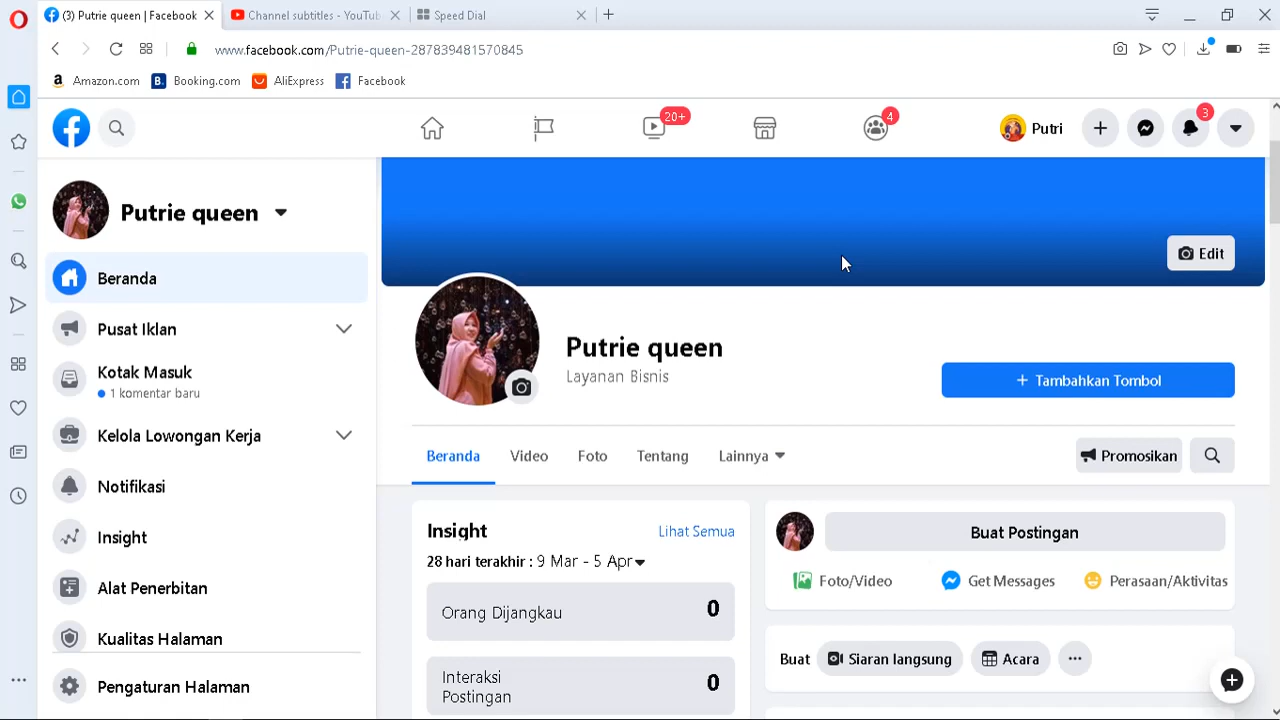 (3) Putrie queen | Facebook
Channel subtitles - YouTub
Speed Dial
www.facebook.com/Putrie-queen-287839481570845
Amazon.com
Booking.com
AliExpress
Facebook
20+
4
Putri
3
Putrie queen
Beranda
Pusat Iklan
Kotak Masuk
1 komentar baru
Kelola Lowongan Kerja
Notifikasi
Insight
Alat Penerbitan
Kualitas Halaman
Pengaturan Halaman
Edit
Putrie queen
Layanan Bisnis
+ Tambahkan Tombol
Beranda
Video
Foto
Tentang
Lainnya
Promosikan
Insight
Lihat Semua
28 hari terakhir : 9 Mar - 5 Apr
Orang Dijangkau
0
Interaksi
Postingan
0
Buat Postingan
Foto/Video
Get Messages
Perasaan/Aktivitas
Buat
Siaran langsung
Acara